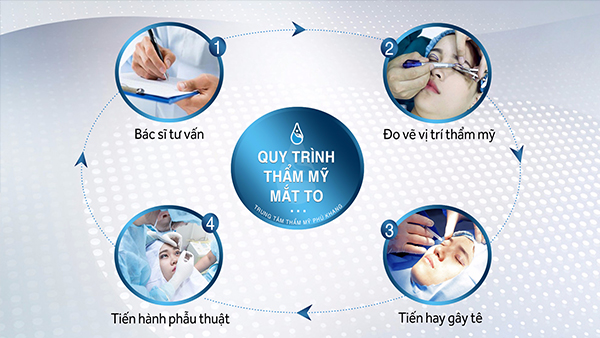 1
Bác sĩ tư vấn
2
Đo vẽ vị trí thẩm mỹ
QUY TRÌNH
THẨM MỸ
MẮT TO
TRUNG TÂM THẨM MỸ PHÚ KHANG
3
Tiến hay gây tê
4
Tiến hành phẫu thuật